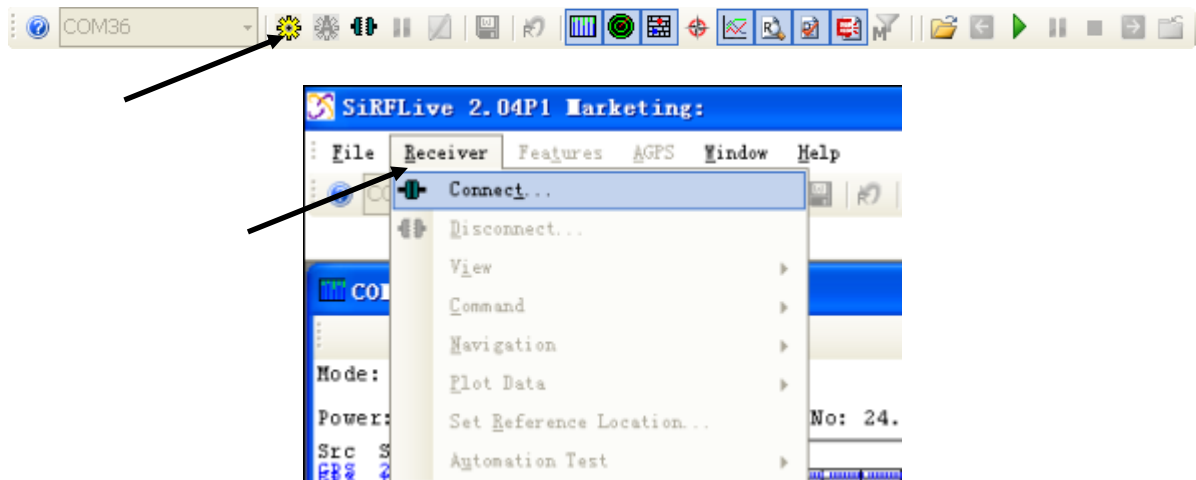 COM36
SiRFLive 2.04P1 Marketing:
File Receiver Features AGPS Window Help
Connect...
Disconnect...
View
COM
Command
Navigation
Mode:
Plot Data
Power: Set Reference Location... No: 24.
Src S
Automation Test